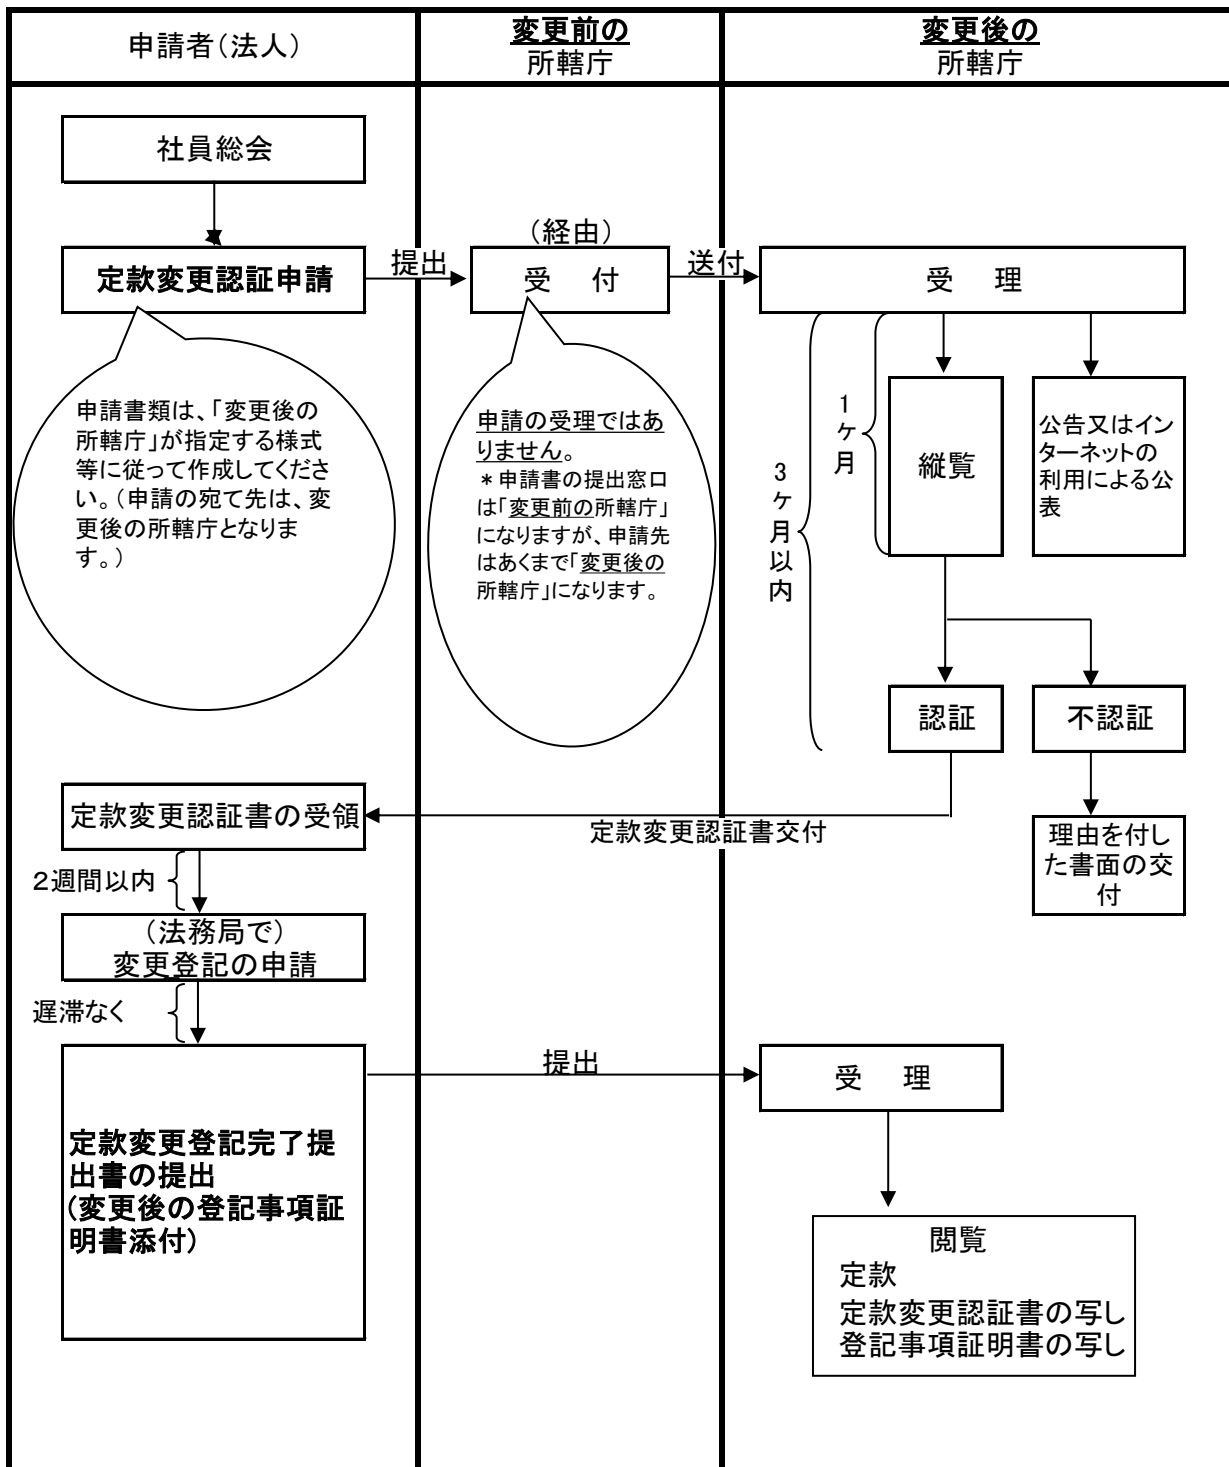 申請者（法人）
変更前の
所轄庁
変更後の
所轄庁
社員総会
定款変更認証申請
提出
（経由）
受　付
送付
受　理
申請書類は、「変更後の
所轄庁」が指定する様式
等に従って作成してくださ
い。（申請の宛て先は、変
更後の所轄庁となりま
す。）
申請の受理ではあ
りません。
＊申請書の提出窓口
は「変更前の所轄庁」
になりますが、申請先
はあくまで「変更後の
所轄庁」になります。
3ヶ月以内
1ヶ月
縦覧
公告又はイン
ターネットの
利用による公
表
認証
不認証
定款変更認証書の受領
定款変更認証書交付
理由を付し
た書面の交
付
2週間以内
（法務局で）
変更登記の申請
遅滞なく
定款変更登記完了提
出書の提出
（変更後の登記事項証
明書添付）
提出
受　理
閲覧
定款
定款変更認証書の写し
登記事項証明書の写し